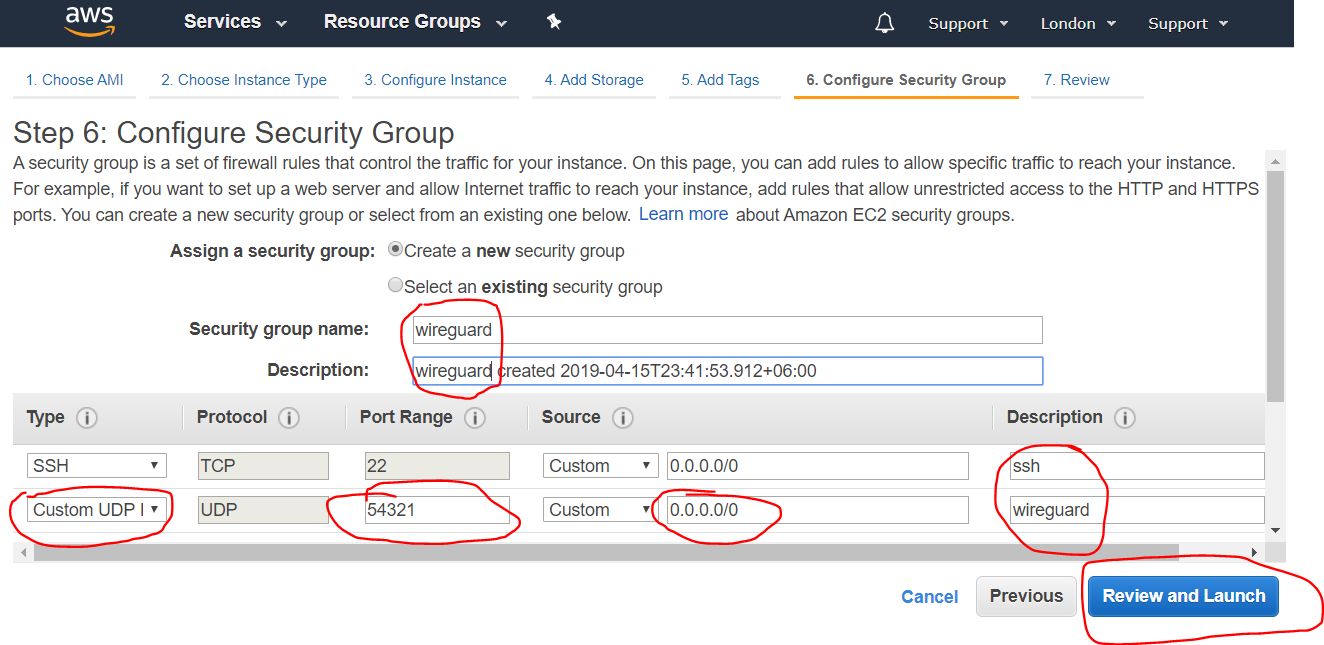 aws Services Resource Groups Support London Support
1. Choose AMI 2. Choose Instance Type 3. Configure Instance 4. Add Storage 5. Add Tags 6. Configure Security Group 7. Review
Step 6: Configure Security Group
A security group is a set of firewall rules that control the traffic for your instance. On this page, you can add rules to allow specific traffic to reach your instance.
For example, if you want to set up a web server and allow Internet traffic to reach your instance, add rules that allow unrestricted access to the HTTP and HTTPS
ports. You can create a new security group or select from an existing one below. Learn more about Amazon EC2 security groups.
Assign a security group: Create a new security group
Select an existing security group
Security group name: wireguard
Description: wireguard created 2019-04-15T23:41:53.912+06:00
Type i Protocol i Port Range i Source i Description i
SSH TCP 22 Custom 0.0.0.0/0 ssh
Custom UDP UDP 54321 Custom 0.0.0.0/0 wireguard
Cancel Previous Review and Launch